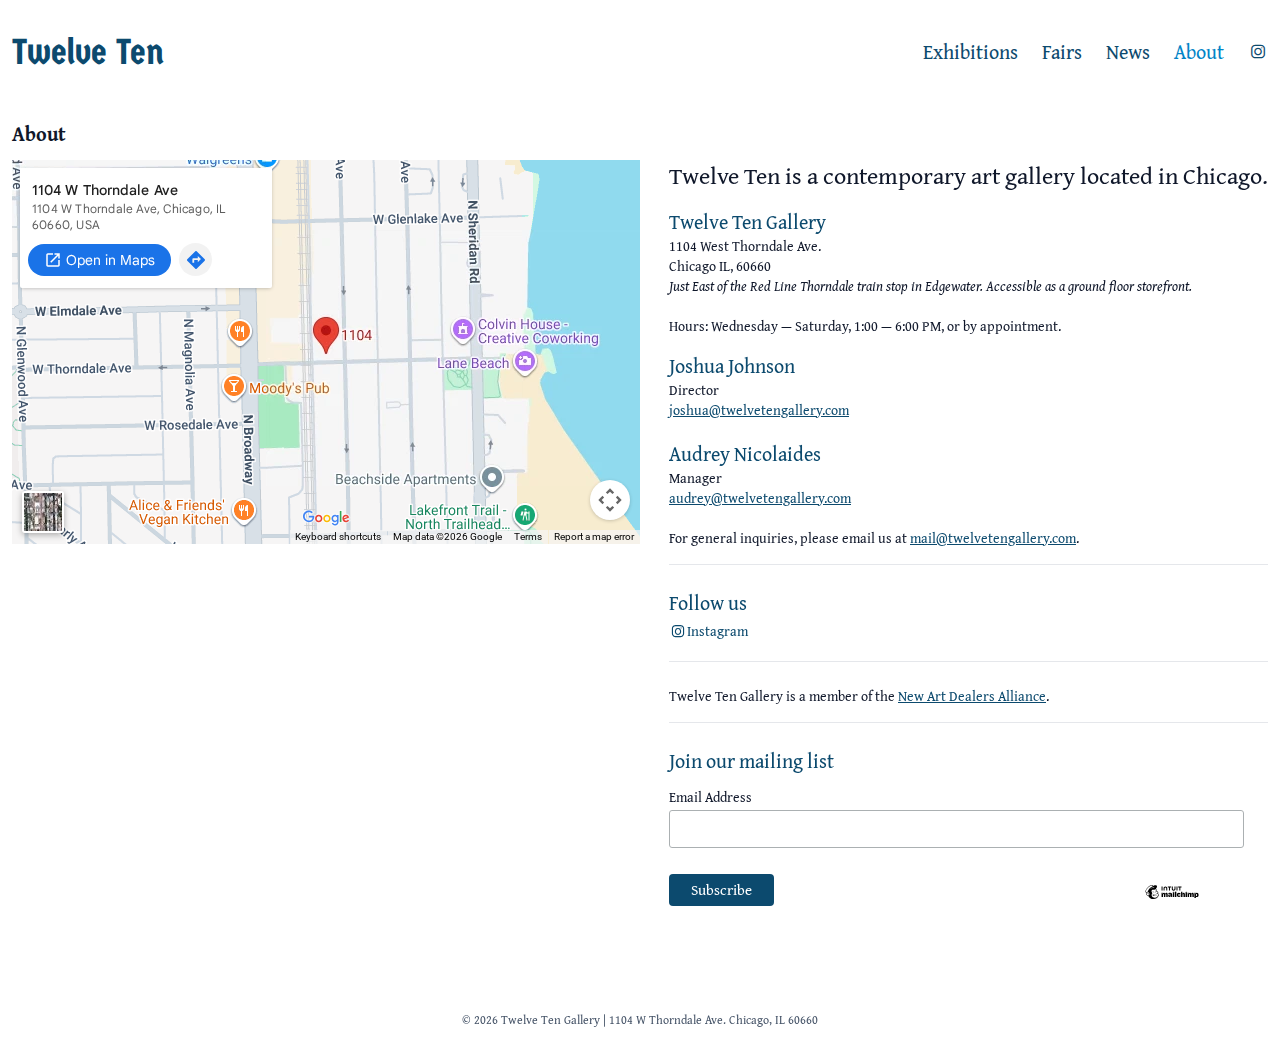 Twelve Ten
Exhibitions
Fairs
News
About
About
Walgreens
1104 W Thorndale Ave
1104 W Thorndale Ave, Chicago, IL
60660, USA
Open in Maps
Ave
Ave
Ave
W Glenlake Ave
N Sheridan Rd
W Elmdale Ave
N Glenwood Ave
N Magnolia Ave
1104
Colvin House -
Creative Coworking
Lane Beach
W Thorndale Ave
Moody's Pub
W Rosedale Ave
N Broadway
Beachside Apartments
Ave
Alice & Friends'
Vegan Kitchen
Lakefront Trail -
North Trailhead...
Google
Keyboard shortcuts
Map data ©2026 Google
Terms
Report a map error
Twelve Ten is a contemporary art gallery located in Chicago.
Twelve Ten Gallery
1104 West Thorndale Ave.
Chicago IL, 60660
Just East of the Red Line Thorndale train stop in Edgewater. Accessible as a ground floor storefront.
Hours: Wednesday — Saturday, 1:00 — 6:00 PM, or by appointment.
Joshua Johnson
Director
joshua@twelvetengallery.com
Audrey Nicolaides
Manager
audrey@twelvetengallery.com
For general inquiries, please email us at mail@twelvetengallery.com.
Follow us
Instagram
Twelve Ten Gallery is a member of the New Art Dealers Alliance.
Join our mailing list
Email Address
Subscribe
INTUIT
mailchimp
© 2026 Twelve Ten Gallery | 1104 W Thorndale Ave. Chicago, IL 60660